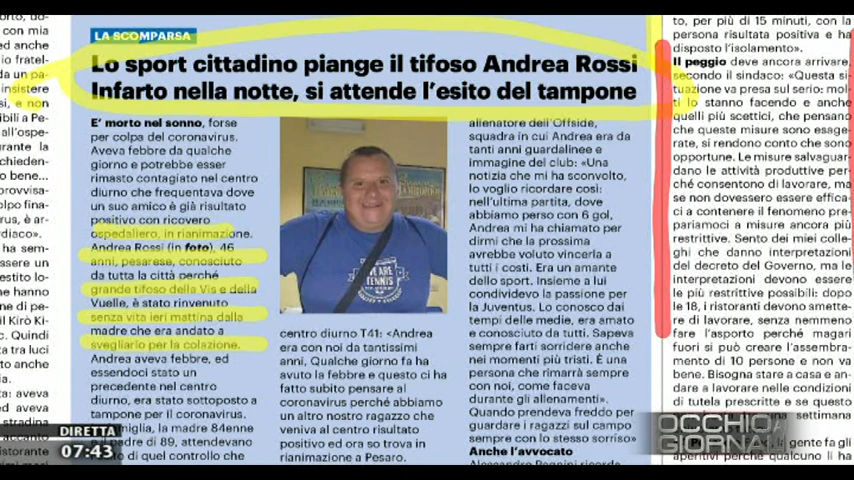 LA SCOMPARSA
Lo sport cittadino piange il tifoso Andrea Rossi
Infarto nella notte, si attende l'esito del tampone
E' morto nel sonno, forse
per colpa del coronavirus.
Aveva febbre da qualche
giorno e potrebbe esser
rimasto contagiato nel centro
diurno che frequentava dove
un suo amico è già risultato
positivo con ricovero
ospedaliero, in rianimazione.
Andrea Rossi (in foto), 46
anni, pesarese, conosciuto
da tutta la città perché
grande tifoso della Vis e della
Vuelle, è stato rinvenuto
senza vita ieri mattina dalla
madre che era andato a
svegliarlo per la colazione.
Andrea aveva febbre, ed
essendoci stato un
precedente nel centro
diurno, era stato sottoposto a
tampone per il coronavirus.
miglia, la madre 84enne
il padre di 89, attendevano
di quel controllo che
WE ARE
TENNIS
centro diurno T41: «Andrea
era con noi da tantissimi
anni, Qualche giorno fa ha
avuto la febbre e questo ci ha
fatto subito pensare al
coronavirus perché abbiamo
un altro nostro ragazzo che
veniva al centro risultato
positivo ed ora so trova in
rianimazione a Pesaro.
allenatore dell'Offside,
squadra in cui Andrea era da
tanti anni guardalinee e
immagine del club: «Una
notizia che mi ha sconvolto,
lo voglio ricordare così:
nell'ultima partita, dove
abbiamo perso con 6 gol,
Andrea mi ha chiamato per
dirmi che la prossima
avrebbe voluto vincerla a
tutti i costi. Era un amante
dello sport. Insieme a lui
condividevo la passione per
la Juventus. Lo conosco dai
tempi delle medie, era amato
e conosciuto da tutti. Sapeva
sempre farti sorridere anche
nei momenti più tristi. È una
persona che rimarrà sempre
con noi, come faceva
durante gli allenamenti».
Quando prendeva freddo per
guardare i ragazzi sul campo
sempre con lo stesso sorriso»
Anche l'avvocato
to, per più di 15 minuti, con la
persona risultata positiva e ha
disposto l'isolamento».
Il peggio deve ancora arrivare,
secondo il sindaco: «Questa si-
tuazione va presa sul serio: mol-
ti lo stanno facendo e anche
quelli più scettici, che pensano
che queste misure sono esage-
rate, si rendono conto che sono
opportune. Le misure salvaguar-
dano le attività produttive per-
ché consentono di lavorare, ma
se non dovessero essere effica-
ci a contenere il fenomeno pre-
pariamoci a misure ancora più
restrittive. Sento dei miei colle-
ghi che danno interpretazioni
del decreto del Governo, ma le
interpretazioni devono essere
le più restrittive possibili: dopo
le 18, i ristoranti devono smette-
re di lavorare, senza nemmeno
fare l'asporto perché magari
fuori si può creare l'assembra-
mento di 10 persone e non va
bene. Bisogna stare a casa e an-
dare a lavorare nelle condizioni
di tutela prescritte e se questo
settimana
la gente fa gli
aperitivi perché qualcuno li ha
DIRETTA
07:43
OCCHIO AI
GIORNALI